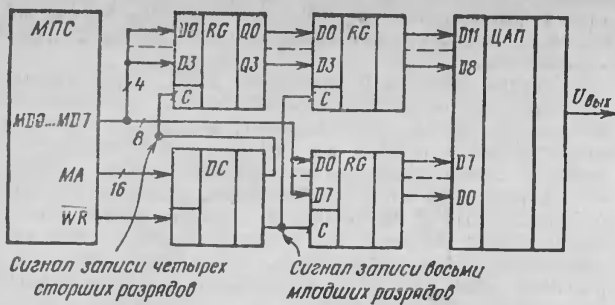 МПС
D0 RG Q0
D3 Q3
C
D0 RG
D3
C
D11 ЦАП
D8
4
MD0...MD7
8
Uвых
MA
16
DC
D0 RG
D7
C
D7
D0
WR
Сигнал записи четырех
старших разрядов
Сигнал записи восьми
младших разрядов